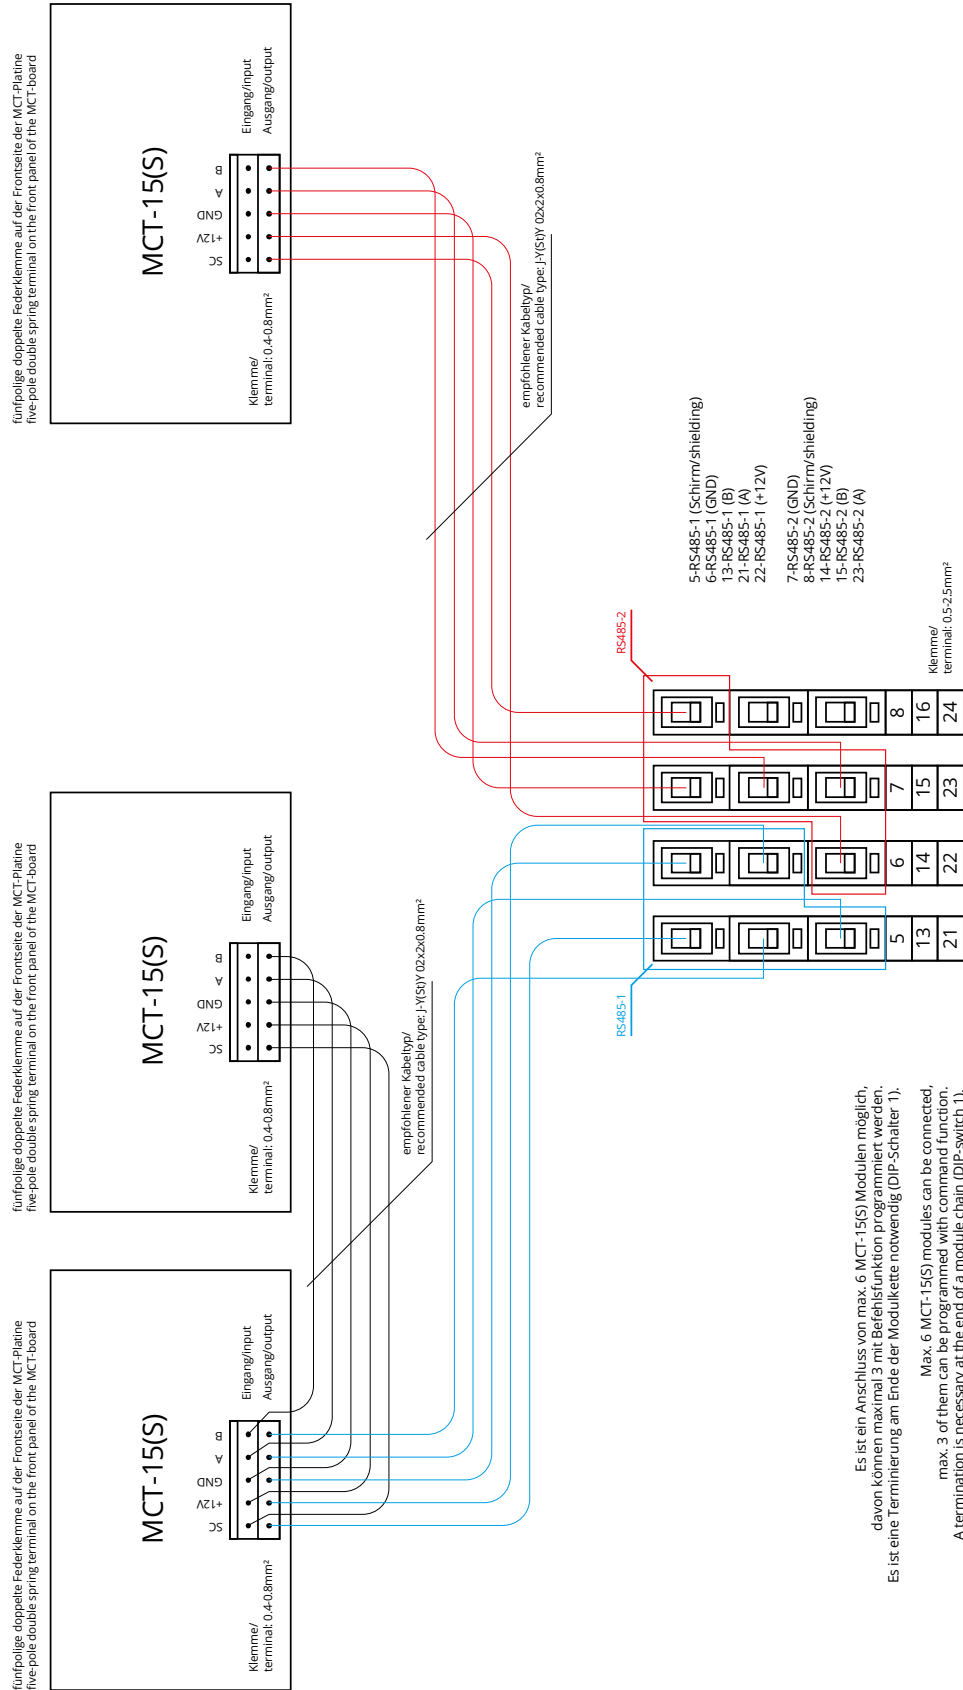 fünfpolige doppelte Federklemme auf der Frontseite der MCT-Platine
five-pole double spring terminal on the front panel of the MCT-board
MCT-15(S)
Klemme/
terminal: 0.4-0.8mm²
SC
+12V
GND
A
B
Eingang/input
Ausgang/output
fünfpolige doppelte Federklemme auf der Frontseite der MCT-Platine
five-pole double spring terminal on the front panel of the MCT-board
MCT-15(S)
Klemme/
terminal: 0.4-0.8mm²
SC
+12V
GND
A
B
Eingang/input
Ausgang/output
fünfpolige doppelte Federklemme auf der Frontseite der MCT-Platine
five-pole double spring terminal on the front panel of the MCT-board
MCT-15(S)
Klemme/
terminal: 0.4-0.8mm²
SC
+12V
GND
A
B
Eingang/input
Ausgang/output
empfohlener Kabeltyp/
recommended cable type: J-Y(St)Y 02x2x0.8mm²
empfohlener Kabeltyp/
recommended cable type: J-Y(St)Y 02x2x0.8mm²
RS485-1
RS485-2
5-RS485-1 (Schirm/shielding)
6-RS485-1 (GND)
13-RS485-1 (B)
21-RS485-1 (A)
22-RS485-1 (+12V)
7-RS485-2 (GND)
8-RS485-2 (Schirm/shielding)
14-RS485-2 (+12V)
15-RS485-2 (B)
23-RS485-2 (A)
5 6 7 8
13 14 15 16
21 22 23 24
Klemme/
terminal: 0.5-2.5mm²
Es ist ein Anschluss von max. 6 MCT-15(S) Modulen möglich,
davon können maximal 3 mit Befehlsfunktion programmiert werden.
Es ist eine Terminierung am Ende der Modulkette notwendig (DIP-Schalter 1).
Max. 6 MCT-15(S) modules can be connected,
max. 3 of them can be programmed with command function.
A termination is necessary at the end of a module chain (DIP-switch 1).